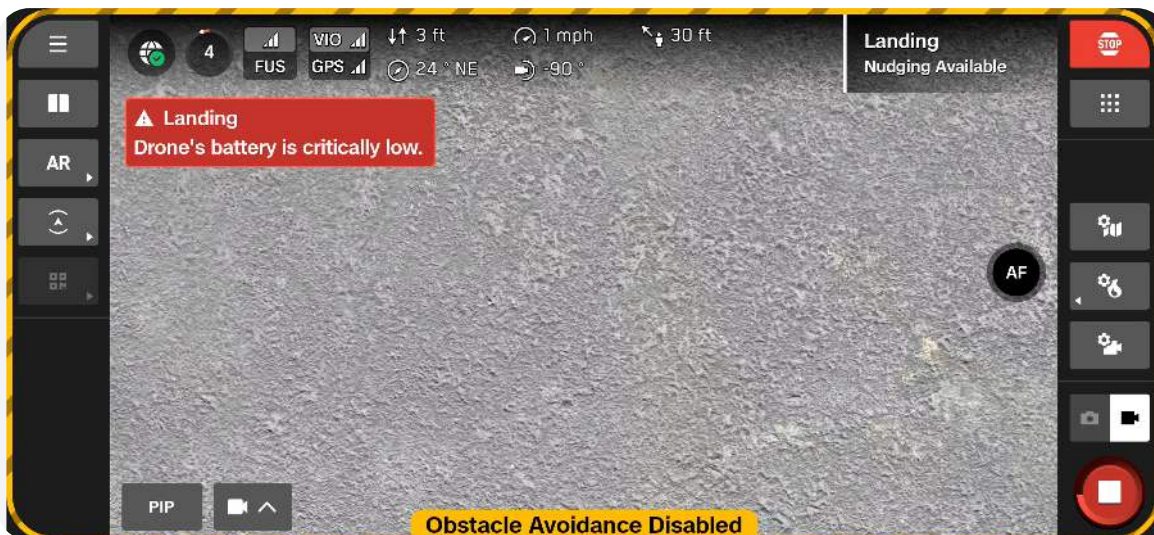 4
FUS
VIO
GPS
3 ft
24° NE
1 mph
-90°
30 ft
Landing
Nudging Available
STOP
Landing
Drone's battery is critically low.
AR
AF
PIP
Obstacle Avoidance Disabled